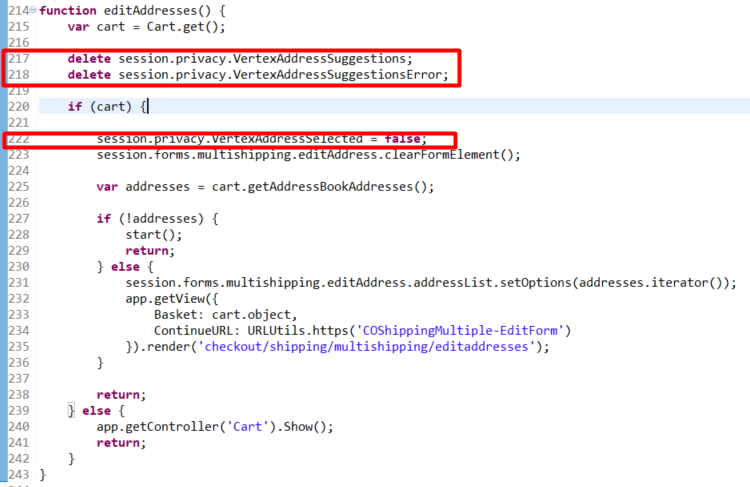 214 function editAddresses() {
215 var cart = Cart.get();
216
217 delete session.privacy.VertexAddressSuggestions;
218 delete session.privacy.VertexAddressSuggestionsError;
219
220 if (cart) {
221
222 session.privacy.VertexAddressSelected = false;
223 session.forms.multishipping.editAddress.clearFormElement();
224
225 var addresses = cart.getAddressBookAddresses();
226
227 if (!addresses) {
228 start();
229 return;
230 } else {
231 session.forms.multishipping.editAddress.addressList.setOptions(addresses.iterator());
232 app.getView({
233 Basket: cart.object,
234 ContinueURL: URLUtils.https('COShippingMultiple-EditForm')
235 }).render('checkout/shipping/multishipping/editaddresses');
236 }
237
238 return;
239 } else {
240 app.getController('Cart').Show();
241 return;
242 }
243 }